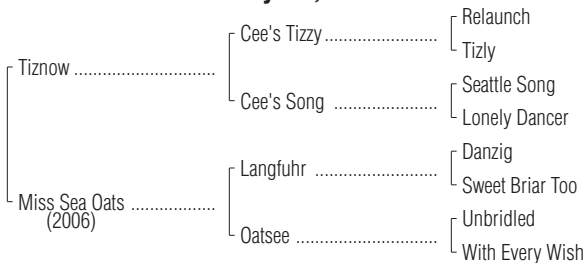 Relaunch
Cee's Tizzy
Tizly
Tiznow
Seattle Song
Cee's Song
Lonely Dancer
Danzig
Langfuhr
Sweet Briar Too
Miss Sea Oats
(2006)
Unbridled
Oatsee
With Every Wish